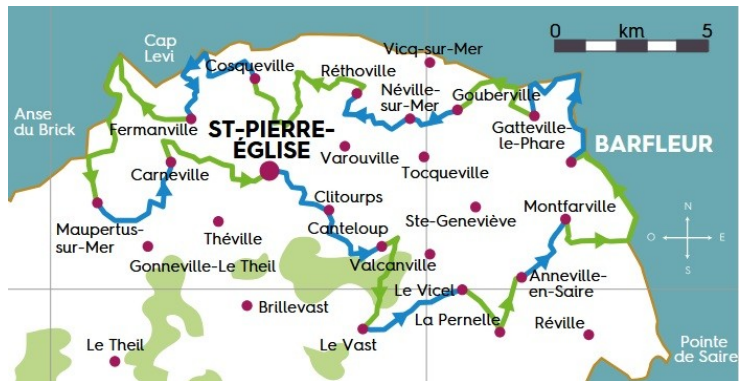 Cap
Levi
Vicq-sur-Mer
0 km 5
Cosqueville
Réthoville
Néville-
sur-Mer
Gouberville
Anse
du Brick
Fermanville
ST-PIERRE-
ÉGLISE
Gatteville-
le-Phare
BARFLEUR
Varouville
Carneville
Tocqueville
Clitourps
Montfarville
Maupertus-
sur-Mer
Théville
Canteloup
Ste-Geneviève
N
O
E
S
Gonneville-Le Theil
Valcanville
Anneville-
en-Saire
Le Vicel
Brillevast
La Pernelle
Réville
Le Theil
Le Vast
Pointe
de Saire